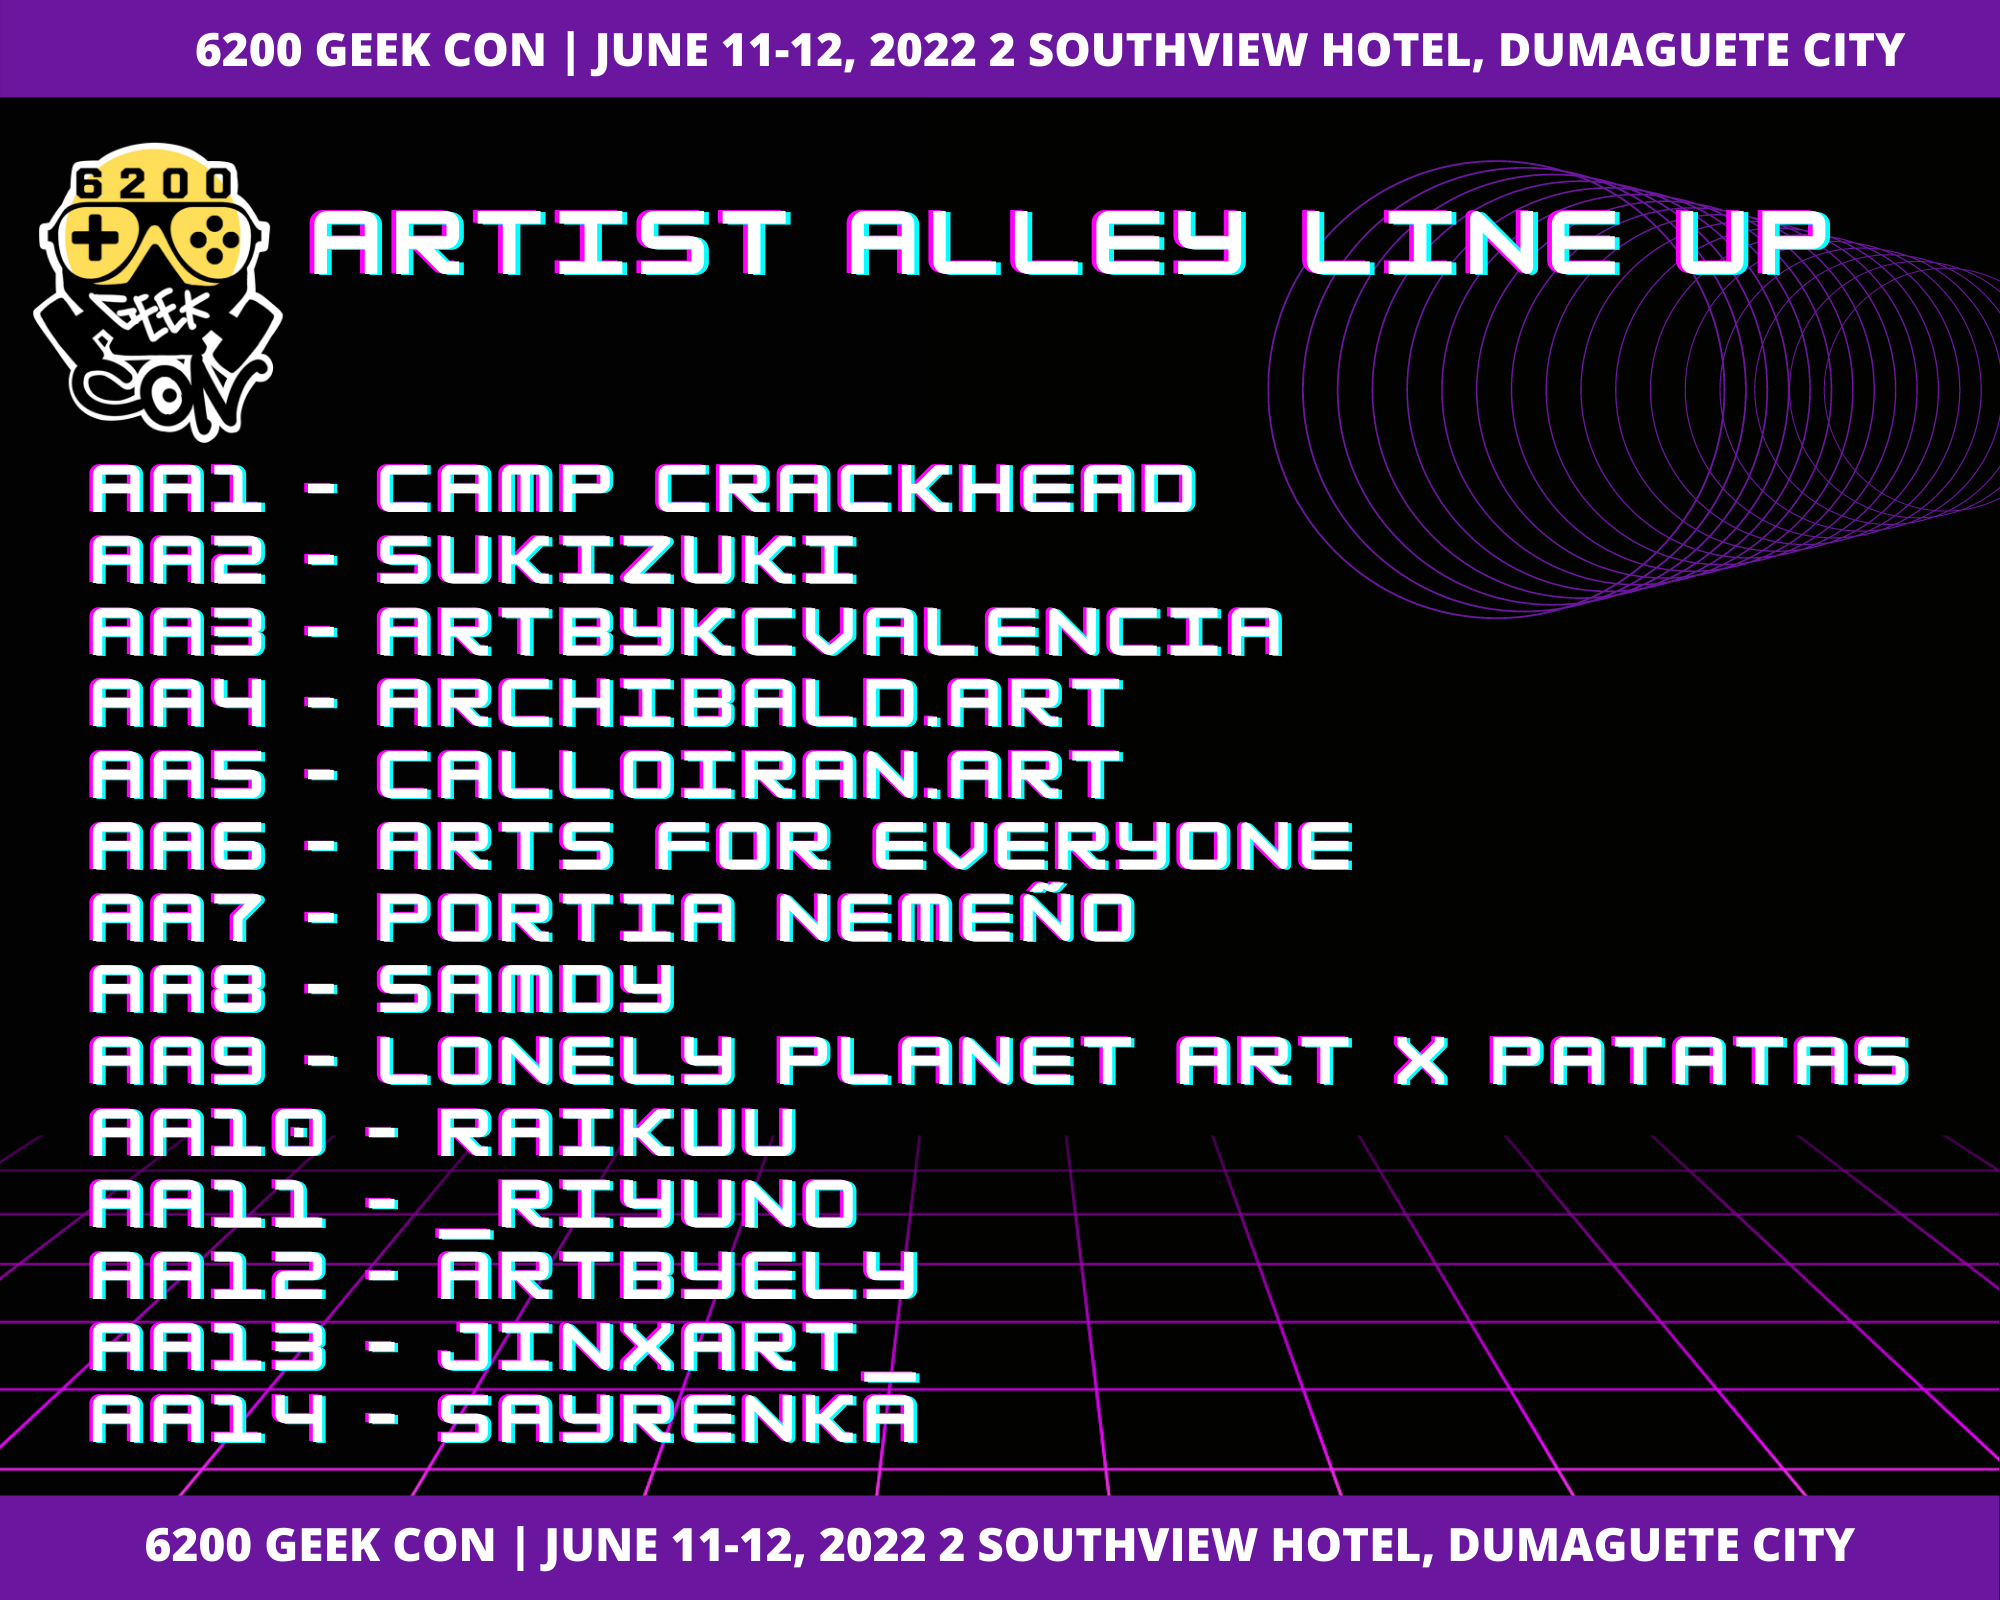 6200 GEEK CON | JUNE 11-12, 2022 2 SOUTHVIEW HOTEL, DUMAGUETE CITY
6200
GEEK
CON
ARTIST ALLEY LINE UP
AA1 - CAMP CRACKHEAD
AA2 - SUKIZUKI
AA3 - ARTBYKCVALENCIA
AA4 - ARCHIBALD.ART
AA5 - CALLOIRAN.ART
AA6 - ARTS FOR EVERYONE
AA7 - PORTIA NEMEÑO
AA8 - SAMDY
AA9 - LONELY PLANET ART X PATATAS
AA10 - RAIKUU
AA11 - _RIYUNO
AA12 - ARTBYELY
AA13 - JINXART_
AA14 - SAYRENKA
6200 GEEK CON | JUNE 11-12, 2022 2 SOUTHVIEW HOTEL, DUMAGUETE CITY